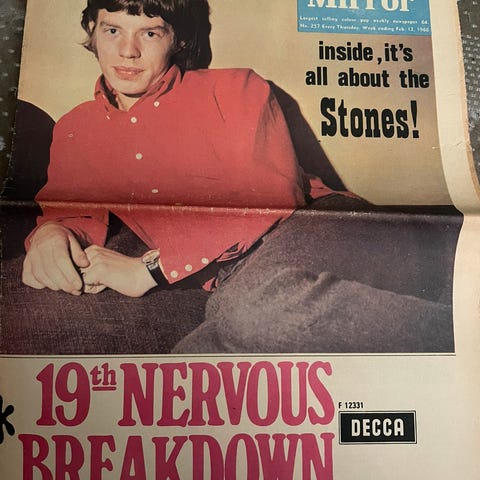 Mirror
Largest selling colour pop weekly newspaper 6d.
No. 257 Every Thursday. Week ending Feb. 12, 1966
inside, it's
all about the
Stones!
19th NERVOUS
BREAKDOWN
F 12331
DECCA